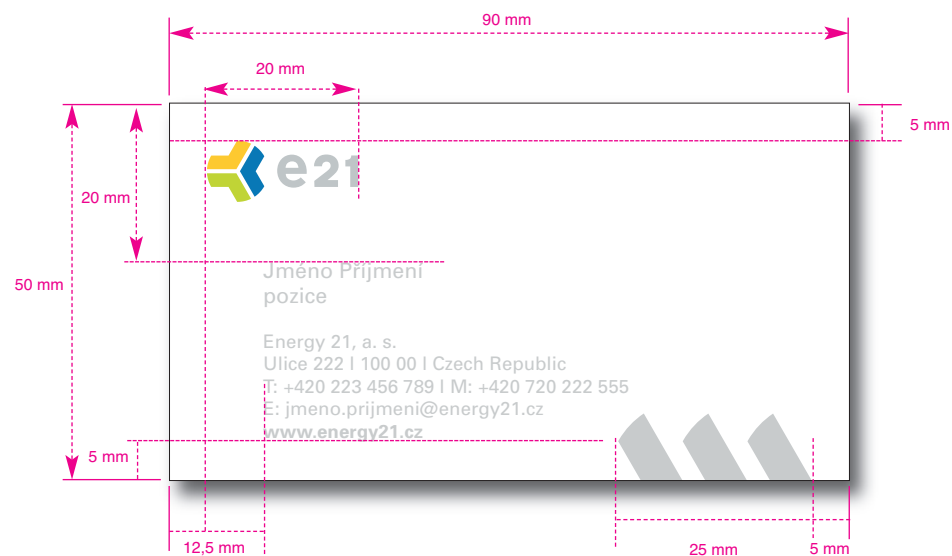 90 mm
20 mm
5 mm
e21
20 mm
50 mm
Jméno Příjmení
pozice
Energy 21, a. s.
Ulice 222 I 100 00 I Czech Republic
T: +420 223 456 789 I M: +420 720 222 555
E: jmeno.prijmeni@energy21.cz
www.energy21.cz
5 mm
12,5 mm
25 mm
5 mm